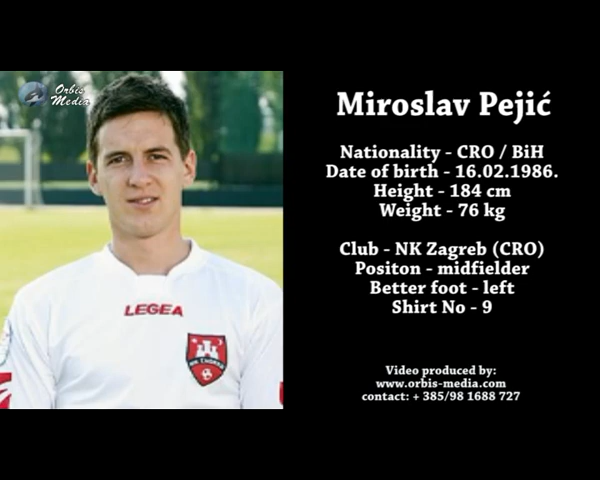 Orbis
Media
LEGEA
NK ZAGREB
Miroslav Pejić
Nationality - CRO / BiH
Date of birth - 16.02.1986.
Height - 184 cm
Weight - 76 kg
Club - NK Zagreb (CRO)
Positon - midfielder
Better foot - left
Shirt No - 9
Video produced by:
www.orbis-media.com
contact: + 385/98 1688 727